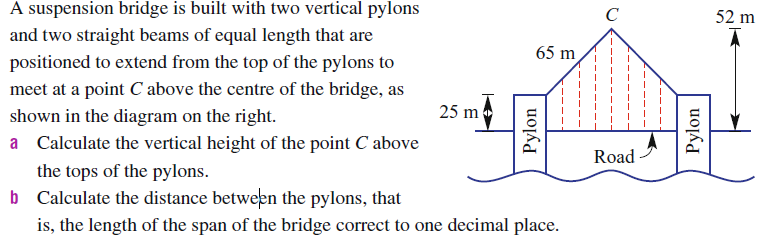 A suspension bridge is built with two vertical pylons
and two straight beams of equal length that are
positioned to extend from the top of the pylons to
meet at a point C above the centre of the bridge, as
shown in the diagram on the right.
a Calculate the vertical height of the point C above
the tops of the pylons.
b Calculate the distance between the pylons, that
is, the length of the span of the bridge correct to one decimal place.
C
52 m
65 m
25 m
Pylon
Road
Pylon